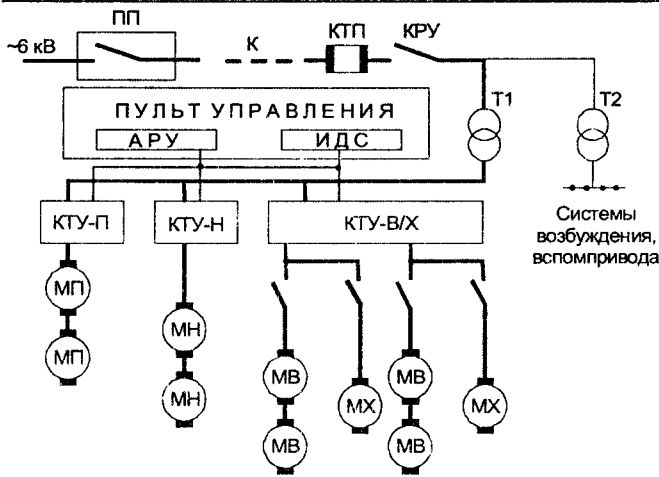 ПП
К
КТП
КРУ
~6 кВ
Т1
Т2
ПУЛЬТ УПРАВЛЕНИЯ
АРУ
ИДС
КТУ-П
КТУ-Н
КТУ-В/Х
Системы
возбуждения,
вспомпривода
МП
МН
МП
МВ
МВ
МН
МХ
МХ
МВ
МВ